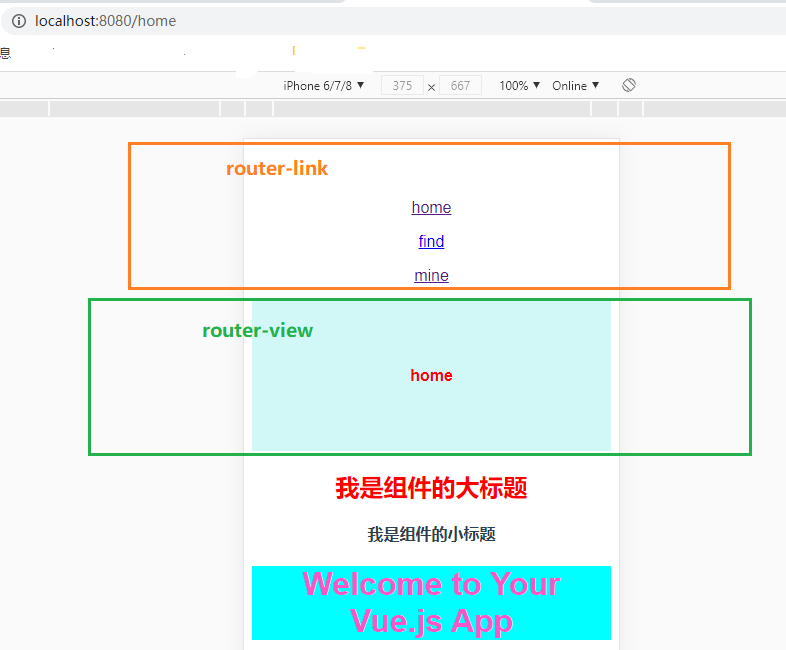 localhost:8080/home
息
iPhone 6/7/8 ▼ 375 × 667 100% ▼ Online ▼
router-link
home
find
mine
router-view
home
我是组件的大标题
我是组件的小标题
Welcome to Your
Vue.js App